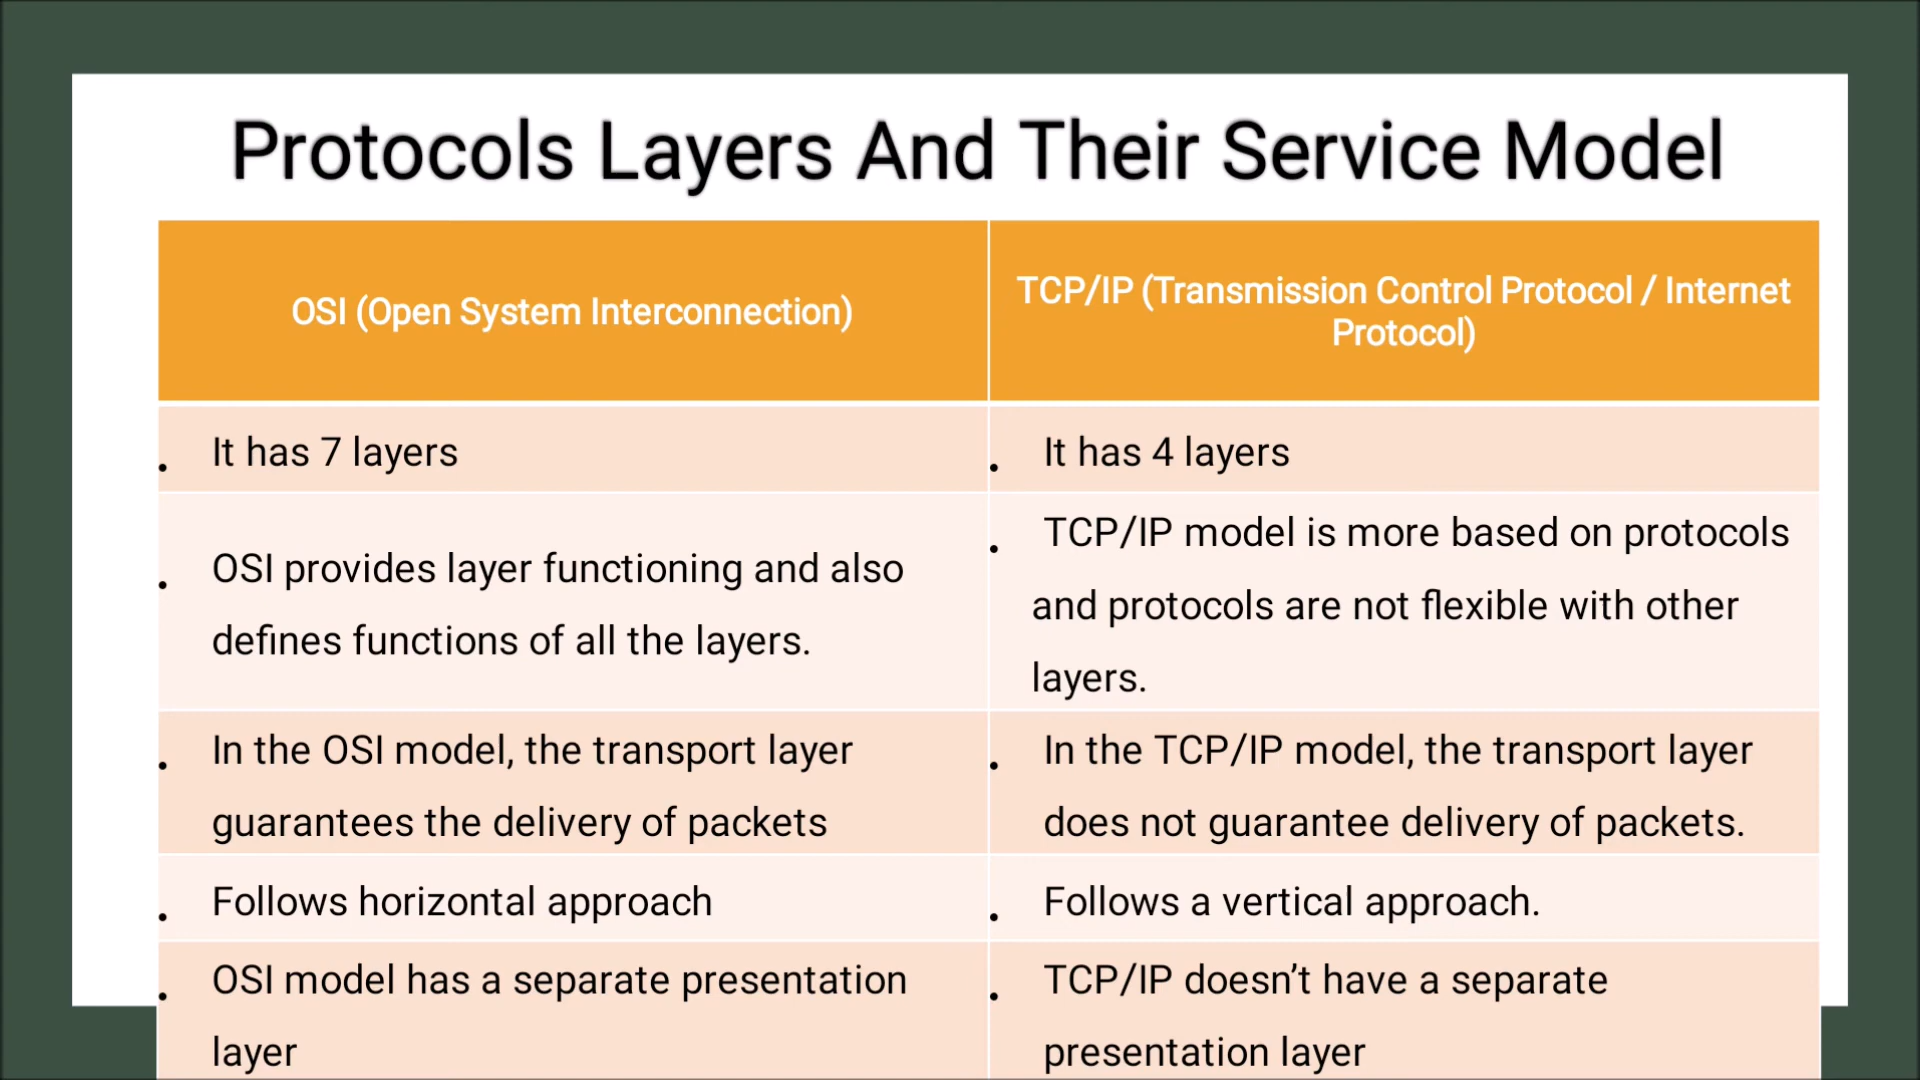 Protocols Layers And Their Service Model
OSI (Open System Interconnection)
TCP/IP (Transmission Control Protocol / Internet
Protocol)
• It has 7 layers
• It has 4 layers
• OSI provides layer functioning and also
defines functions of all the layers.
• TCP/IP model is more based on protocols
and protocols are not flexible with other
layers.
• In the OSI model, the transport layer
guarantees the delivery of packets
• In the TCP/IP model, the transport layer
does not guarantee delivery of packets.
• Follows horizontal approach
• Follows a vertical approach.
• OSI model has a separate presentation
layer
• TCP/IP doesn’t have a separate
presentation layer